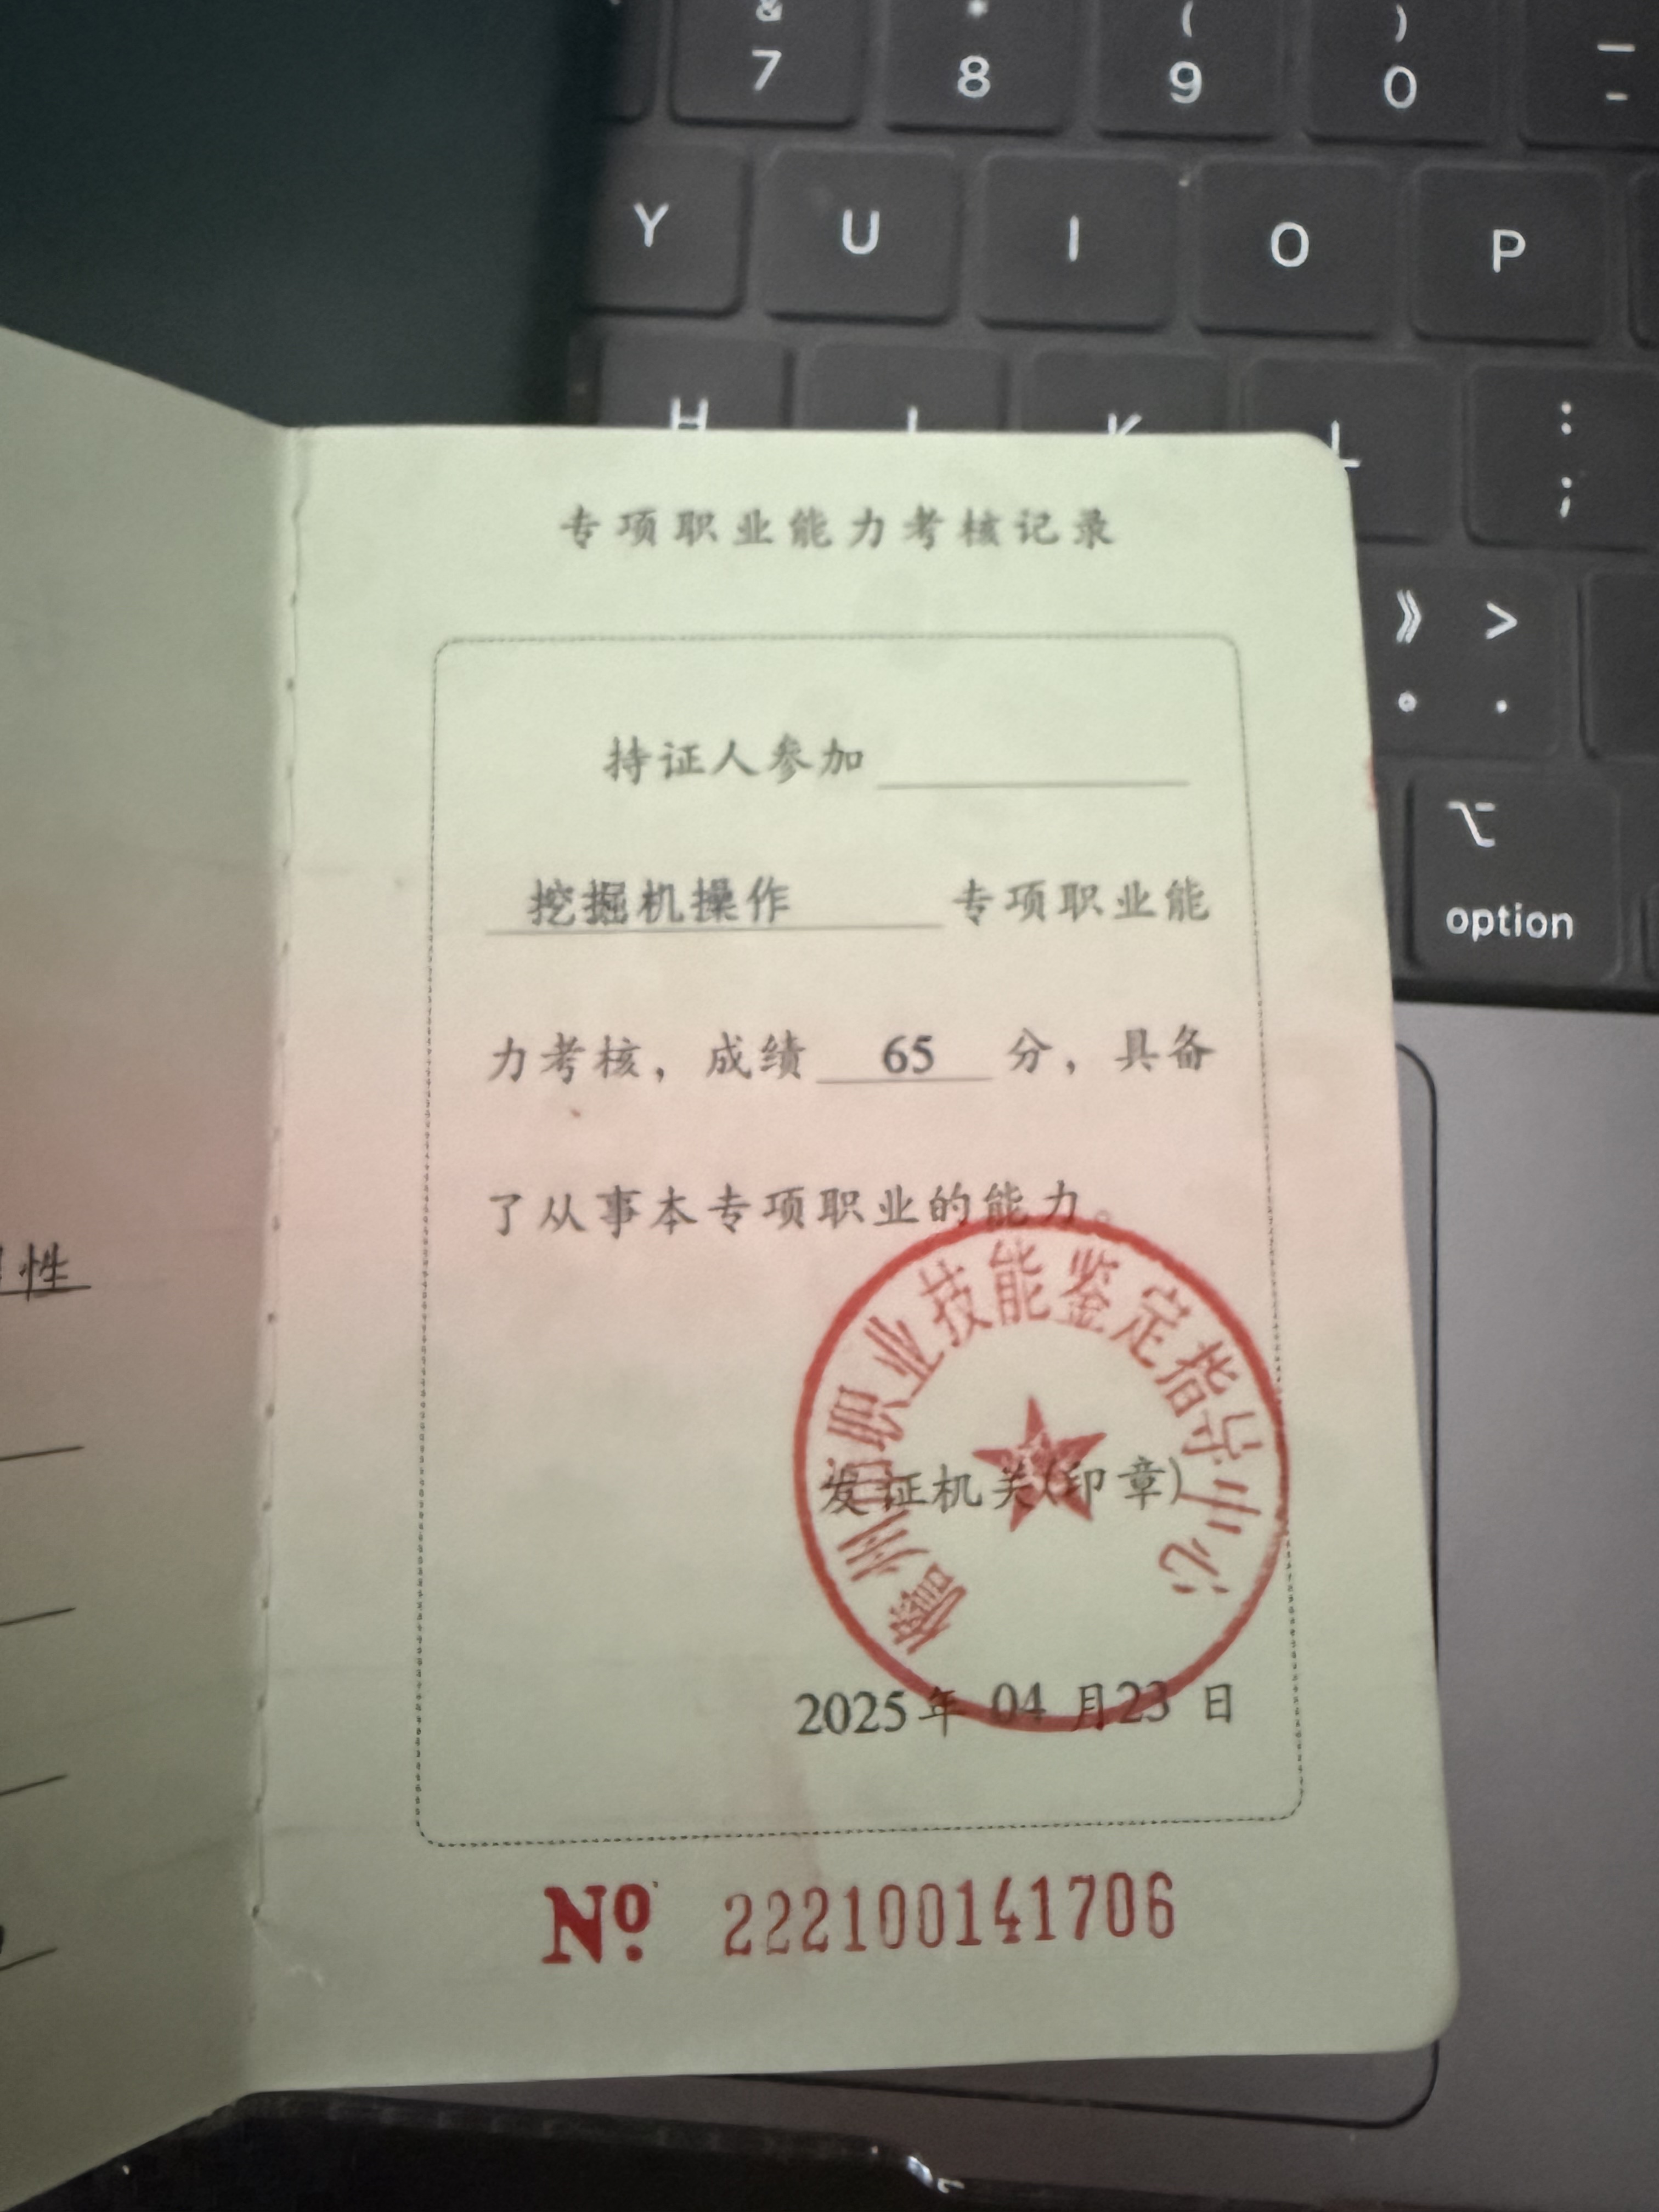 & * ( ) —
7 8 9 0 -
Y U I O P
H J K L : ;
》 >
。 .
⌥
option
专项职业能力考核记录
持证人参加
挖掘机操作 专项职业能
力考核，成绩 65 分，具备
了从事本专项职业的能力。
州省职业技能鉴定指导中心
发证机关(印章)
2025年 04 月23 日
№ 222100141706
性